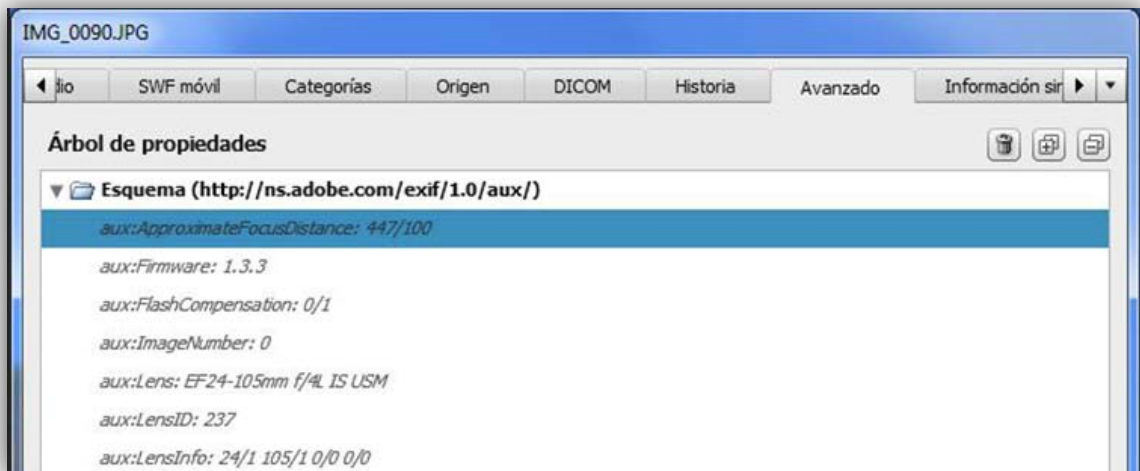 IMG_0090.JPG
dio SWF móvil Categorías Origen DICOM Historia Avanzado Información sin
Árbol de propiedades
Esquema (http://ns.adobe.com/exif/1.0/aux/)
aux:ApproximateFocusDistance: 447/100
aux:Firmware: 1.3.3
aux:FlashCompensation: 0/1
aux:ImageNumber: 0
aux:Lens: EF24-105mm f/4L IS USM
aux:LensID: 237
aux:LensInfo: 24/1 105/1 0/0 0/0